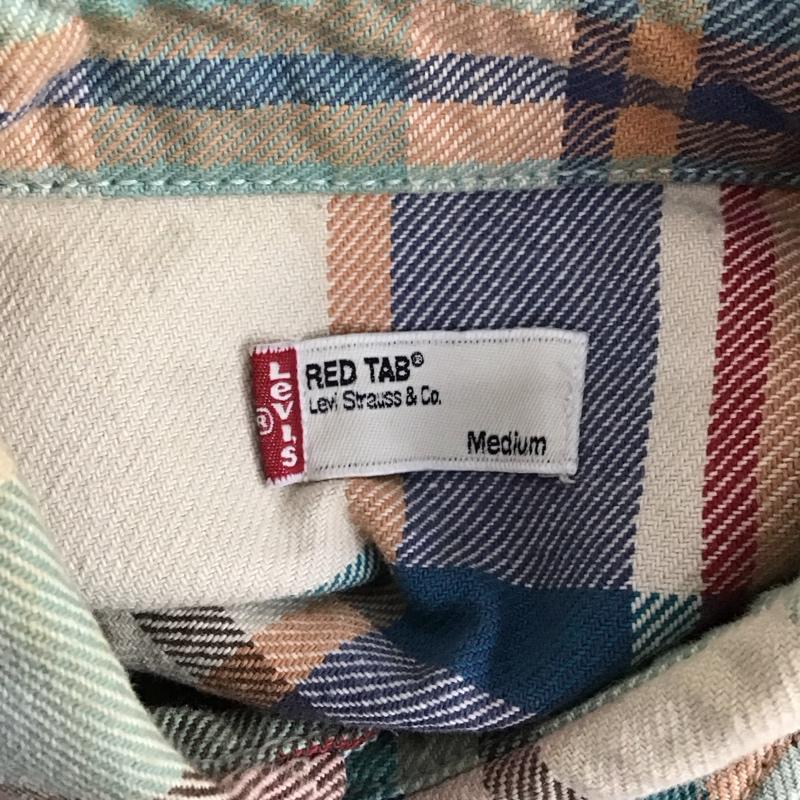 Levi's
®
RED TAB®
Levi Strauss & Co.
Medium